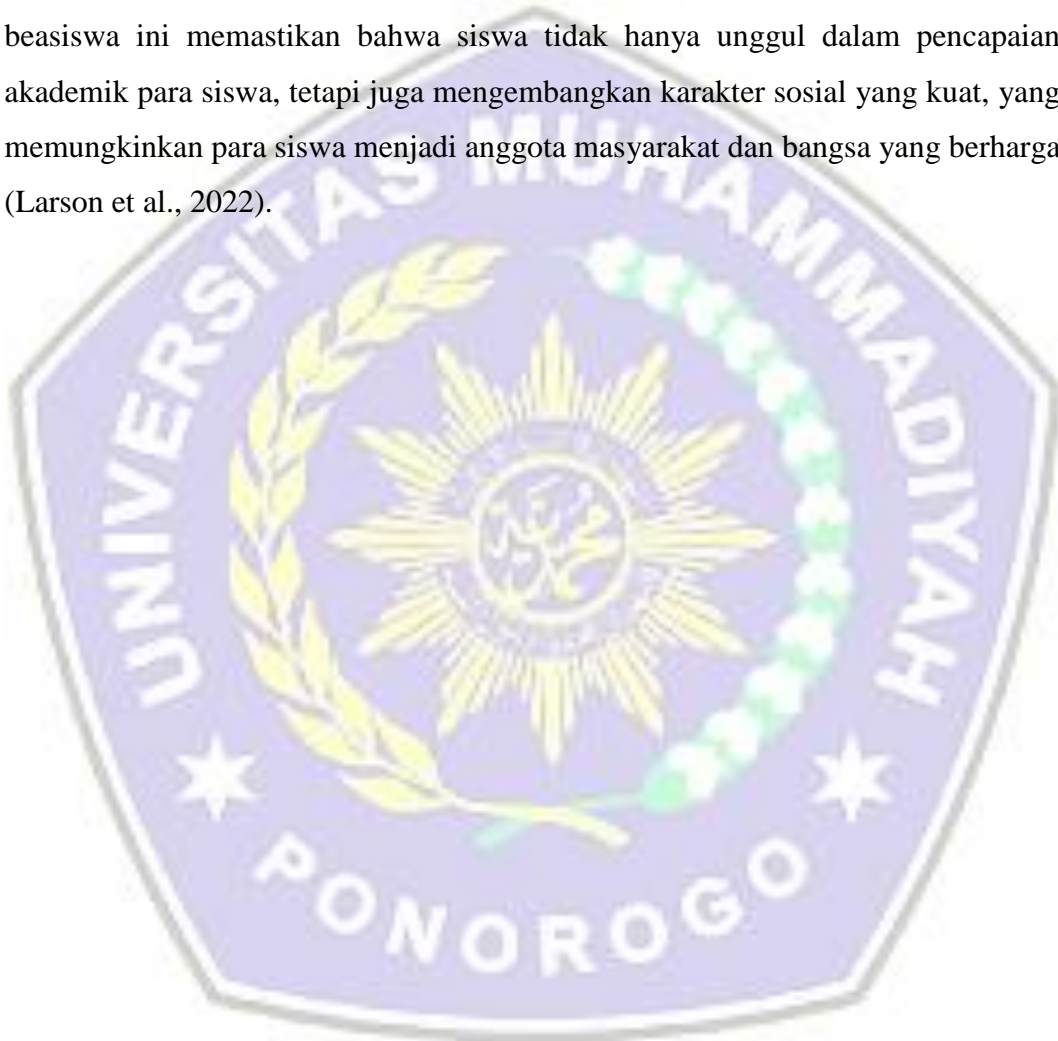 beasiswa ini memastikan bahwa siswa tidak hanya unggul dalam pencapaian
akademik para siswa, tetapi juga mengembangkan karakter sosial yang kuat, yang
memungkinkan para siswa menjadi anggota masyarakat dan bangsa yang berharga
(Larson et al., 2022).
UNIVERSITAS MUHAMMADIYAH
PONOROGO